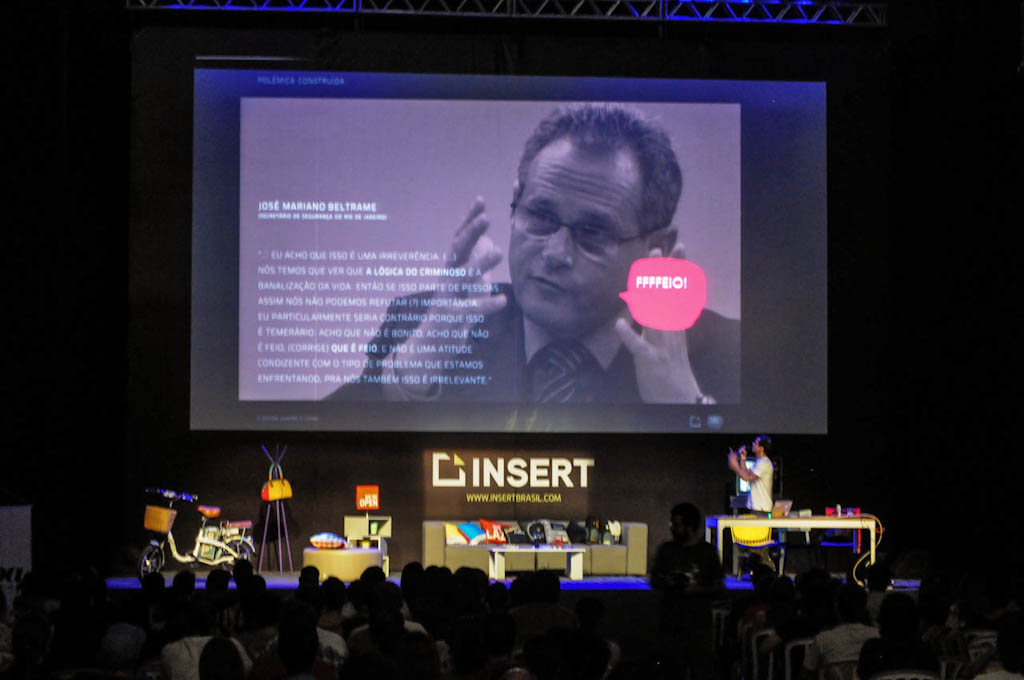 POLÊMICA CONSTRUÍDA
JOSÉ MARIANO BELTRAME
(SECRETÁRIO DE SEGURANÇA DO RIO DE JANEIRO)
"... EU ACHO QUE ISSO É UMA IRREVERÊNCIA. (...)
NÓS TEMOS QUE VER QUE A LÓGICA DO CRIMINOSO É A
BANALIZAÇÃO DA VIDA. ENTÃO SE ISSO PARTE DE PESSOAS
ASSIM NÓS NÃO PODEMOS REFUTAR (?) IMPORTÂNCIA.
EU PARTICULARMENTE SERIA CONTRÁRIO PORQUE ISSO
É TEMERÁRIO. ACHO QUE NÃO É BONITO, ACHO QUE NÃO
É FEIO, (CORRIGE) QUE É FEIO, E NÃO É UMA ATITUDE
CONDIZENTE COM O TIPO DE PROBLEMA QUE ESTAMOS
ENFRENTANDO, PRA NÓS TAMBÉM ISSO É IRRELEVANTE."
FFFFEIO!
INSERT
WWW.INSERTBRASIL.COM
OPEN